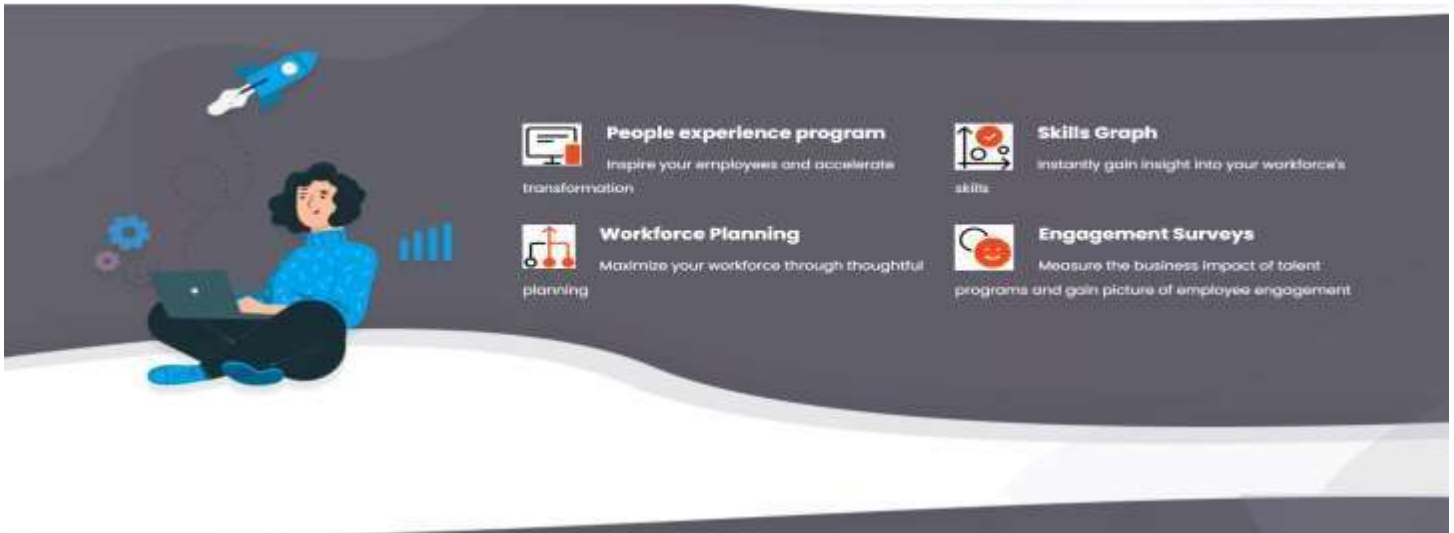 People experience program
Inspire your employees and accelerate
transformation
Skills Graph
Instantly gain insight into your workforce's
skills
Workforce Planning
Maximize your workforce through thoughtful
planning
Engagement Surveys
Measure the business impact of talent
programs and gain picture of employee engagement